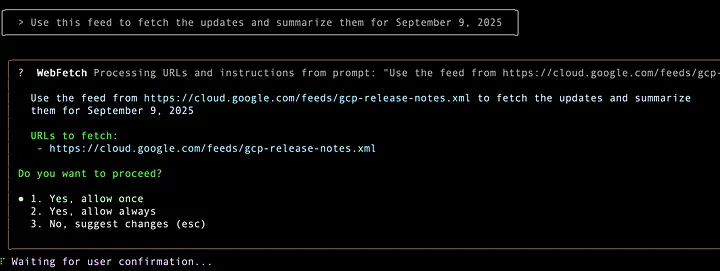 > Use this feed to fetch the updates and summarize them for September 9, 2025
? WebFetch Processing URLs and instructions from prompt: "Use the feed from https://cloud.google.com/feeds/gcp-
Use the feed from https://cloud.google.com/feeds/gcp-release-notes.xml to fetch the updates and summarize
them for September 9, 2025
URLs to fetch:
- https://cloud.google.com/feeds/gcp-release-notes.xml
Do you want to proceed?
● 1. Yes, allow once
2. Yes, allow always
3. No, suggest changes (esc)
⠏ Waiting for user confirmation...